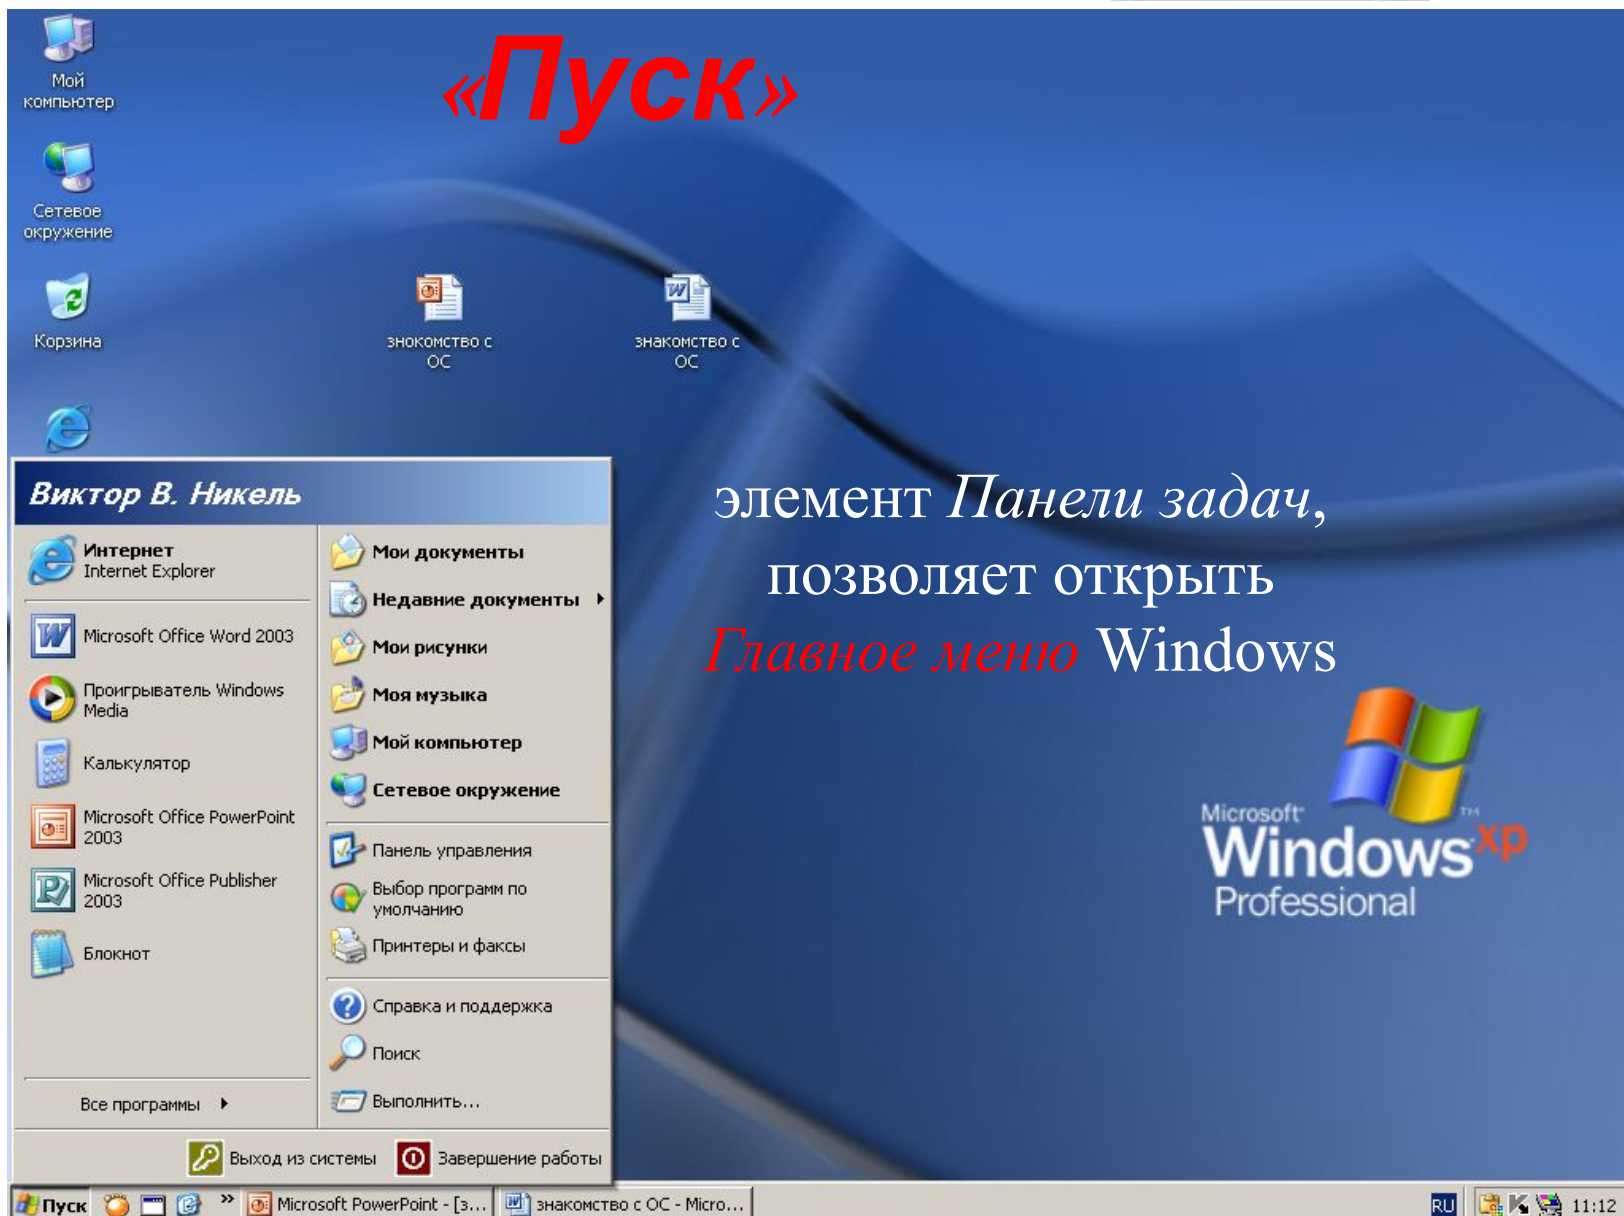 «Пуск»
Мой
компьютер
Сетевое
окружение
Корзина
знокомство с
ОС
знакомство с
ОС
элемент Панели задач,
позволяет открыть
Главное меню Windows
Microsoft
Windows xp
Professional
Виктор В. Никель
Интернет
Internet Explorer
Microsoft Office Word 2003
Проигрыватель Windows
Media
Калькулятор
Microsoft Office PowerPoint
2003
Microsoft Office Publisher
2003
Блокнот
Все программы
Мои документы
Недавние документы
Мои рисунки
Моя музыка
Мой компьютер
Сетевое окружение
Панель управления
Выбор программ по
умолчанию
Принтеры и факсы
Справка и поддержка
Поиск
Выполнить...
Выход из системы
Завершение работы
Пуск
»
Microsoft PowerPoint - [з...
знакомство с ОС - Micro...
RU
11:12